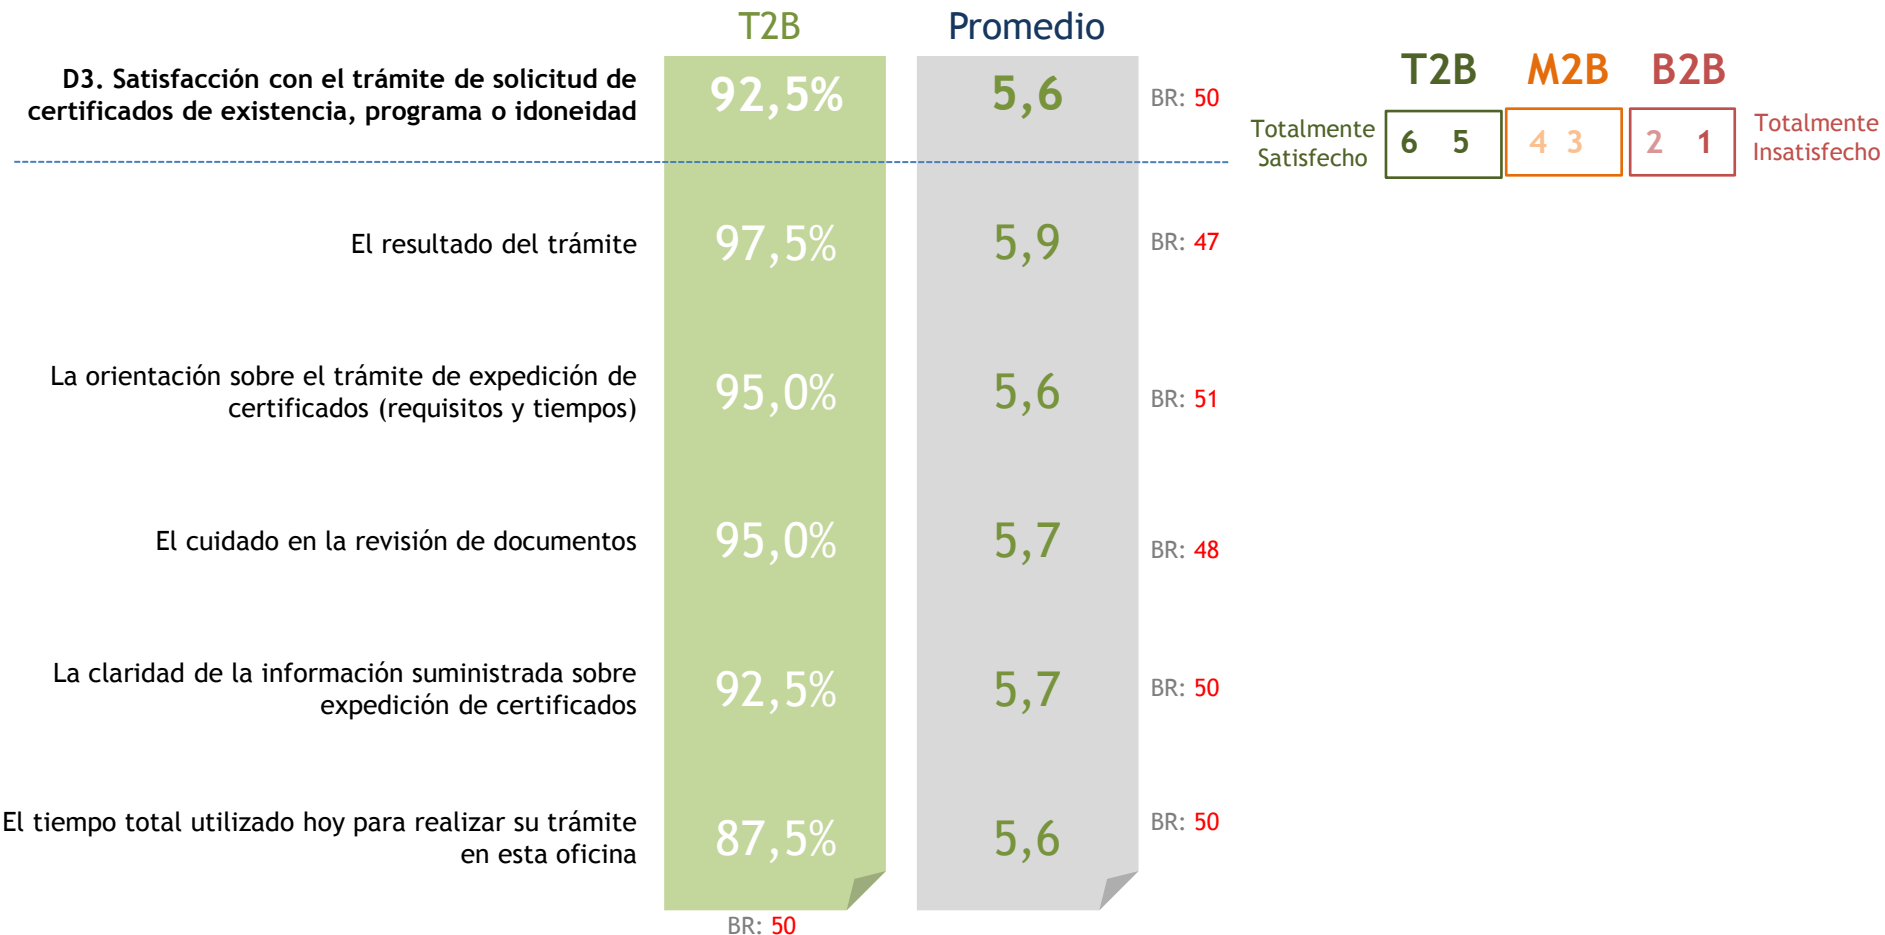 T2B Promedio
D3. Satisfacción con el trámite de solicitud de
certificados de existencia, programa o idoneidad
92,5% 5,6 BR: 50
T2B M2B B2B
Totalmente
Satisfecho
6 5 4 3 2 1
Totalmente
Insatisfecho
El resultado del trámite 97,5% 5,9 BR: 47
La orientación sobre el trámite de expedición de
certificados (requisitos y tiempos)
95,0% 5,6 BR: 51
El cuidado en la revisión de documentos 95,0% 5,7 BR: 48
La claridad de la información suministrada sobre
expedición de certificados
92,5% 5,7 BR: 50
El tiempo total utilizado hoy para realizar su trámite
en esta oficina
87,5% 5,6 BR: 50
BR: 50